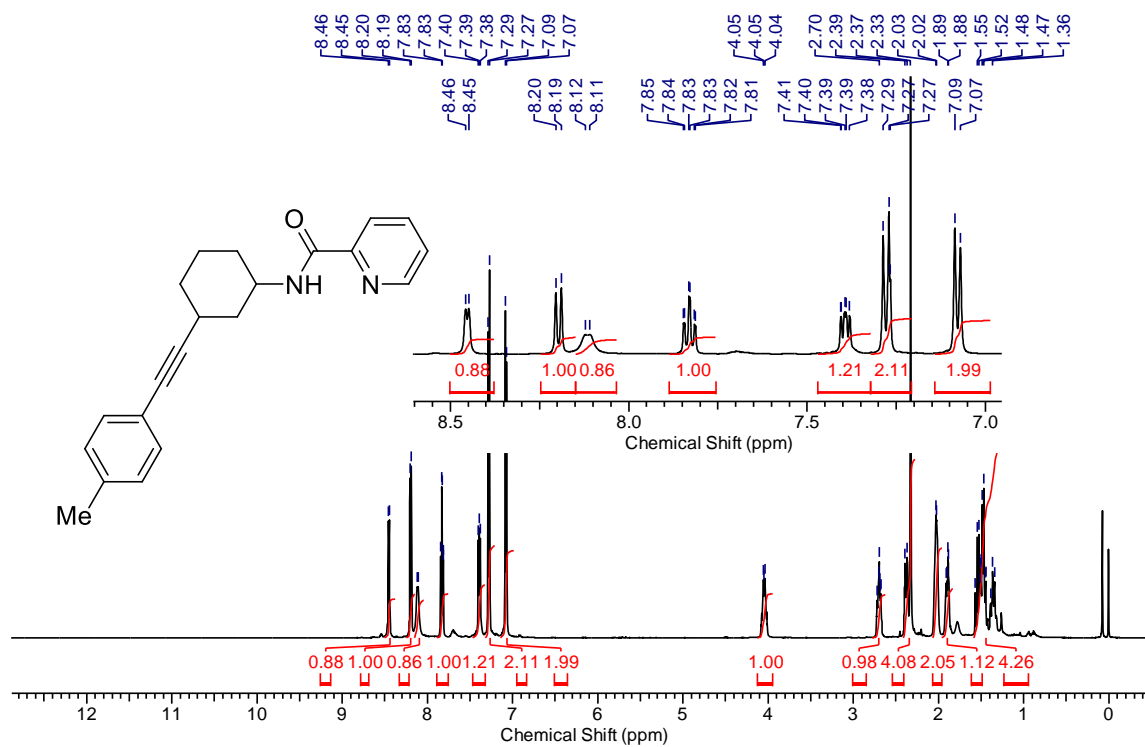 8.46 8.45 8.20 8.19 7.83 7.83 7.40 7.39 7.38 7.29 7.27 7.09 7.07 4.05 4.05 4.04 2.70 2.39 2.37 2.33 2.03 2.02 1.89 1.88 1.55 1.52 1.48 1.47 1.36
8.46 8.45 8.20 8.19 8.12 8.11 7.85 7.84 7.83 7.83 7.82 7.81 7.41 7.40 7.39 7.39 7.38 7.29 7.27 7.27 7.09 7.07
O
NH
N
Me
0.88 1.00 0.86 1.00 1.21 2.11 1.99
8.5 8.0 7.5 7.0
Chemical Shift (ppm)
0.88 1.00 0.86 1.00 1.21 2.11 1.99 1.00 0.98 4.08 2.05 1.12 4.26
12 11 10 9 8 7 6 5 4 3 2 1 0
Chemical Shift (ppm)